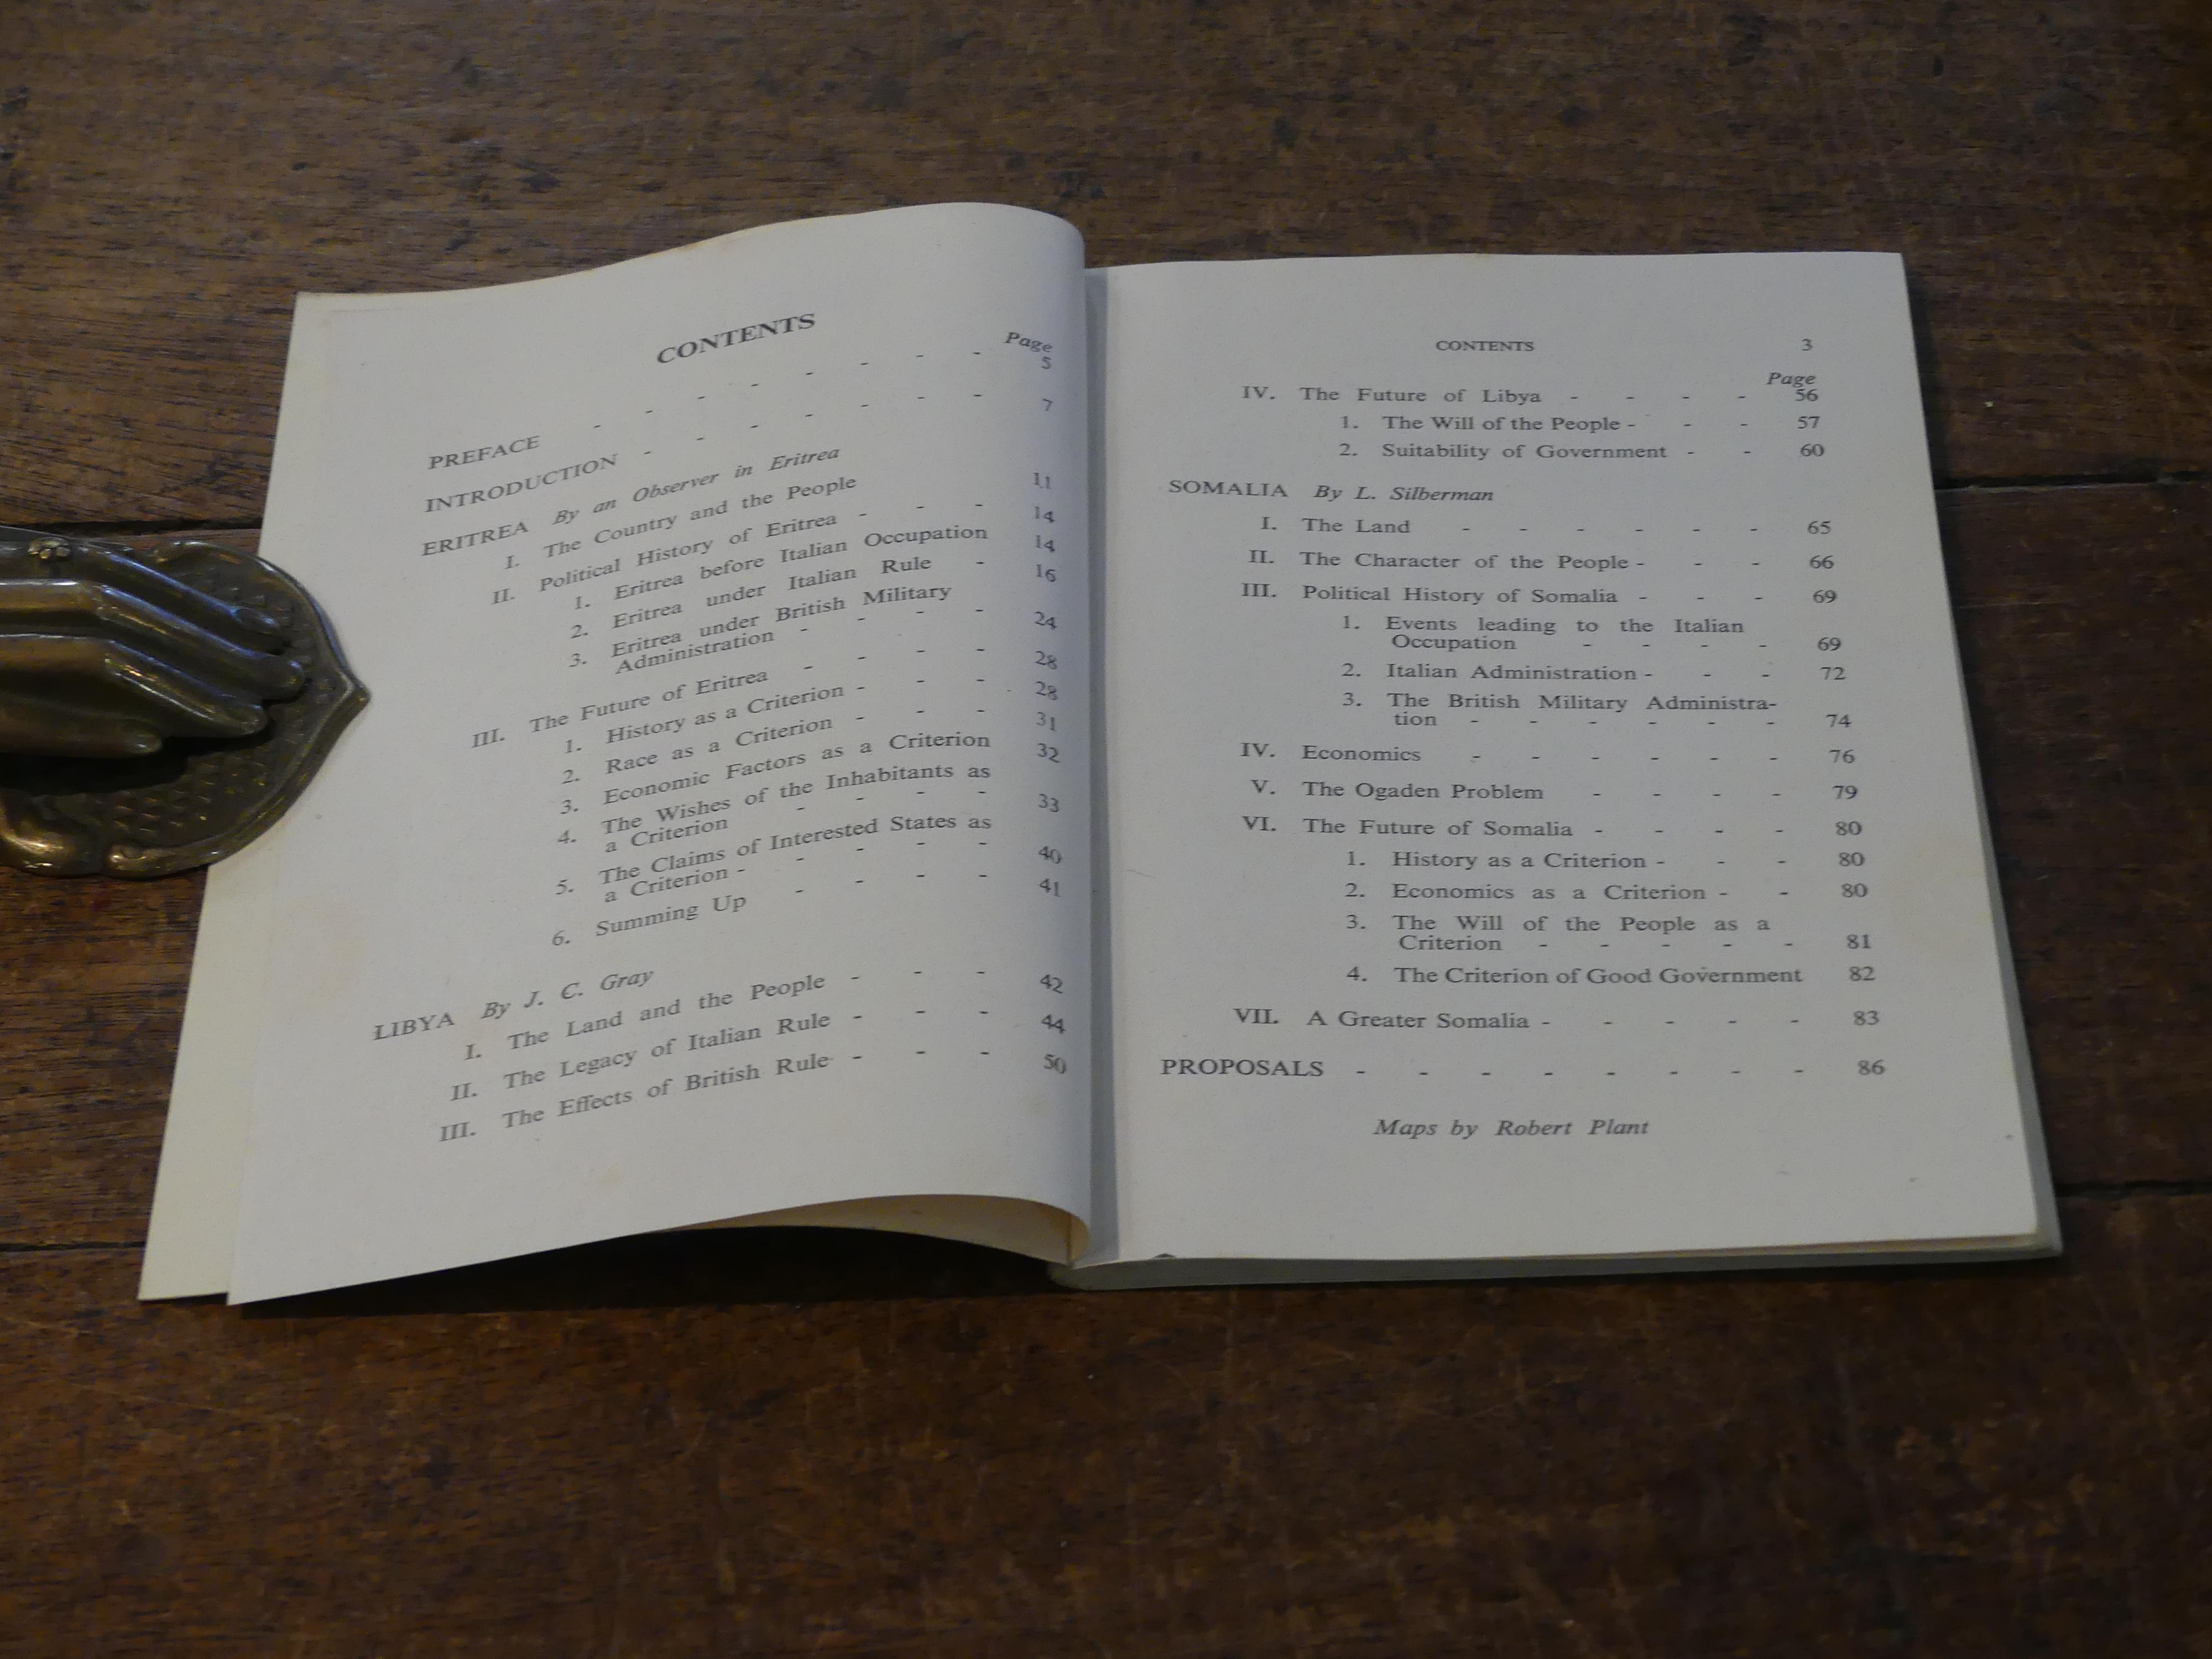 CONTENTS
Page
PREFACE - - - - - - - - 5
INTRODUCTION - - - - - - - 7
ERITREA By an Observer in Eritrea
I. The Country and the People 11
II. Political History of Eritrea - - - 14
1. Eritrea before Italian Occupation 14
2. Eritrea under Italian Rule - 16
3. Eritrea under British Military
Administration - - - - 24
III. The Future of Eritrea - - - - 28
1. History as a Criterion - - - 28
2. Race as a Criterion - - - 31
3. Economic Factors as a Criterion 32
4. The Wishes of the Inhabitants as
a Criterion - - - - 33
5. The Claims of Interested States as
a Criterion - - - - - 40
6. Summing Up - - - - 41
LIBYA By J. C. Gray
I. The Land and the People - - - 42
II. The Legacy of Italian Rule - - - 44
III. The Effects of British Rule - - - 50
CONTENTS 3
Page
IV. The Future of Libya - - - - 56
1. The Will of the People - - - 57
2. Suitability of Government - - 60
SOMALIA By L. Silberman
I. The Land - - - - - - 65
II. The Character of the People - - - 66
III. Political History of Somalia - - - 69
1. Events leading to the Italian
Occupation - - - - 69
2. Italian Administration - - - 72
3. The British Military Administra-
tion - - - - - - 74
IV. Economics - - - - - - 76
V. The Ogaden Problem - - - - 79
VI. The Future of Somalia - - - - 80
1. History as a Criterion - - - 80
2. Economics as a Criterion - - 80
3. The Will of the People as a
Criterion - - - - - 81
4. The Criterion of Good Government 82
VII. A Greater Somalia - - - - - 83
PROPOSALS - - - - - - - - 86
Maps by Robert Plant